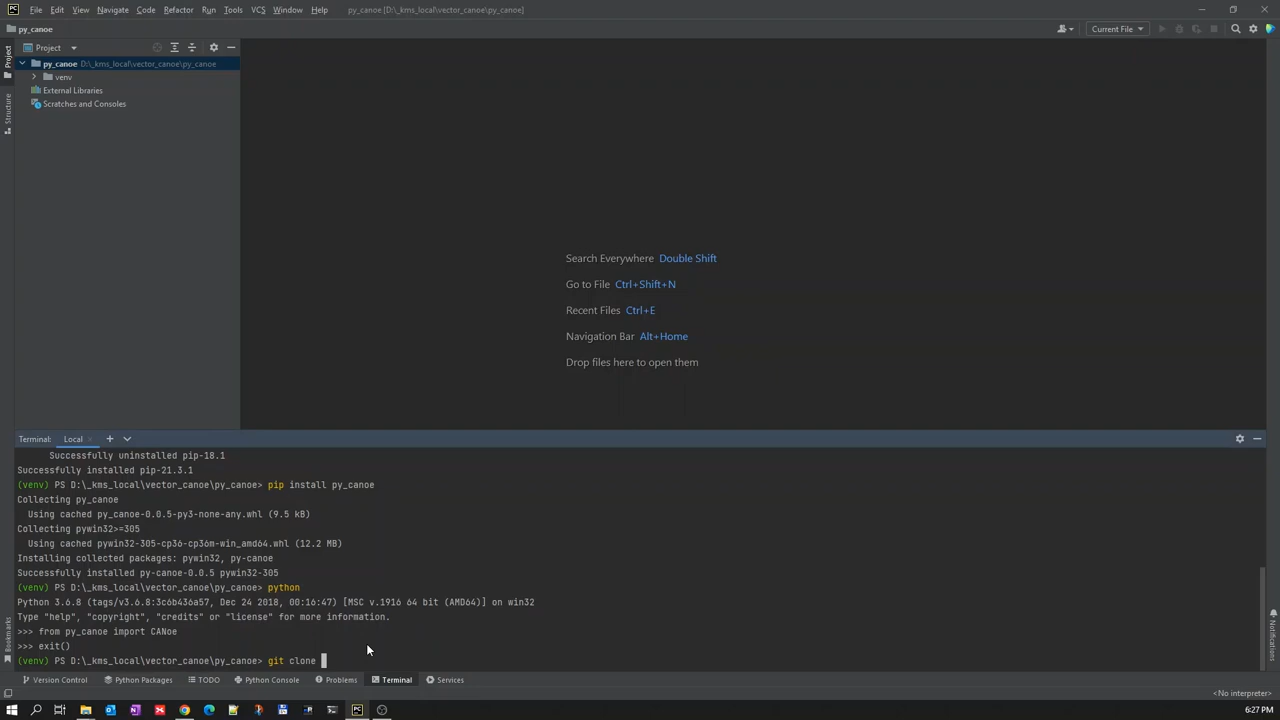 File Edit View Navigate Code Refactor Run Tools VCS Window Help py_canoe [D:\_kms_local\vector_canoe\py_canoe]
py_canoe
Current File
Project
Project
py_canoe D:\_kms_local\vector_canoe\py_canoe
venv
External Libraries
Scratches and Consoles
Structure
Search Everywhere Double Shift
Go to File Ctrl+Shift+N
Recent Files Ctrl+E
Navigation Bar Alt+Home
Drop files here to open them
Terminal: Local
Successfully uninstalled pip-18.1
Successfully installed pip-21.3.1
(venv) PS D:\_kms_local\vector_canoe\py_canoe> pip install py_canoe
Collecting py_canoe
Using cached py_canoe-0.0.5-py3-none-any.whl (9.5 kB)
Collecting pywin32>=305
Using cached pywin32-305-cp36-cp36m-win_amd64.whl (12.2 MB)
Installing collected packages: pywin32, py-canoe
Successfully installed py-canoe-0.0.5 pywin32-305
(venv) PS D:\_kms_local\vector_canoe\py_canoe> python
Python 3.6.8 (tags/v3.6.8:3c6b436a57, Dec 24 2018, 00:16:47) [MSC v.1916 64 bit (AMD64)] on win32
Type "help", "copyright", "credits" or "license" for more information.
>>> from py_canoe import CANoe
>>> exit()
(venv) PS D:\_kms_local\vector_canoe\py_canoe> git clone
Bookmarks
Notifications
Version Control Python Packages TODO Python Console Problems Terminal Services
<No interpreter>
6:27 PM